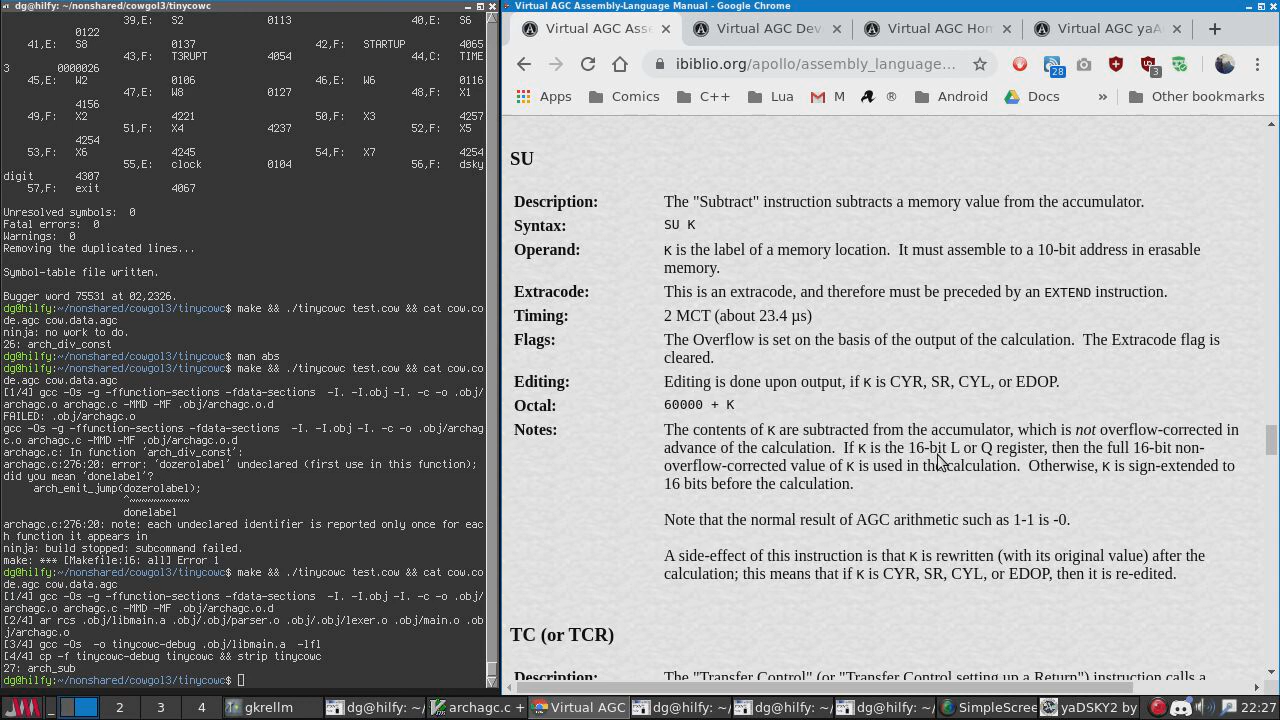 dg@hilfy: ~/nonshared/cowgol3/tinycowc
39,E: S2 0113 40,E: S6
0122
41,E: S8 0137 42,F: STARTUP 4065
43,F: T3RUPT 4054 44,C: TIME
3 0000026
45,E: W2 0106 46,E: W6 0116
47,E: W8 0127 48,F: X1
4156
49,F: X2 4221 50,F: X3 4257
51,F: X4 4237 52,F: X5
4254
53,F: X6 4245 54,F: X7 4254
55,E: clock 0104 56,F: dsky
digit 4307
57,F: exit 4067
Unresolved symbols: 0
Fatal errors: 0
Warnings: 0
Removing the duplicated lines...
Symbol-table file written.
Bugger word 75531 at 02,2326.
dg@hilfy:~/nonshared/cowgol3/tinycowc$ make && ./tinycowc test.cow && cat cow.co
de.agc cow.data.agc
ninja: no work to do.
26: arch_div_const
dg@hilfy:~/nonshared/cowgol3/tinycowc$ man abs
dg@hilfy:~/nonshared/cowgol3/tinycowc$ make && ./tinycowc test.cow && cat cow.co
de.agc cow.data.agc
[1/4] gcc -Os -g -ffunction-sections -fdata-sections  -I. -I.obj -I. -c -o .obj/
archagc.o archagc.c -MMD -MF .obj/archagc.o.d
FAILED: .obj/archagc.o
gcc -Os -g -ffunction-sections -fdata-sections  -I. -I.obj -I. -c -o .obj/archag
c.o archagc.c -MMD -MF .obj/archagc.o.d
archagc.c: In function ‘arch_div_const’:
archagc.c:276:20: error: ‘dozerolabel’ undeclared (first use in this function);
did you mean ‘donelabel’?
arch_emit_jump(dozerolabel);
^~~~~~~~~~~
donelabel
archagc.c:276:20: note: each undeclared identifier is reported only once for eac
h function it appears in
ninja: build stopped: subcommand failed.
make: *** [Makefile:16: all] Error 1
dg@hilfy:~/nonshared/cowgol3/tinycowc$ make && ./tinycowc test.cow && cat cow.co
de.agc cow.data.agc
[1/4] gcc -Os -g -ffunction-sections -fdata-sections  -I. -I.obj -I. -c -o .obj/
archagc.o archagc.c -MMD -MF .obj/archagc.o.d
[2/4] ar rcs .obj/libmain.a .obj/./.obj/parser.o .obj/.obj/lexer.o .obj/main.o .ob
j/archagc.o
[3/4] gcc -Os  -o tinycowc-debug .obj/libmain.a  -lfl
[4/4] cp -f tinycowc-debug tinycowc && strip tinycowc
27: arch_sub
dg@hilfy:~/nonshared/cowgol3/tinycowc$
Virtual AGC Assembly-Language Manual - Google Chrome
Virtual AGC Asse
Virtual AGC Dev
Virtual AGC Hom
Virtual AGC yaA
ibiblio.org/apollo/assembly_language...
28
3
Apps
Comics
C++
Lua
M
®
Android
Docs
»
Other bookmarks
SU
Description: The "Subtract" instruction subtracts a memory value from the accumulator.
Syntax: SU K
Operand: K is the label of a memory location.  It must assemble to a 10-bit address in erasable
memory.
Extracode: This is an extracode, and therefore must be preceded by an EXTEND instruction.
Timing: 2 MCT (about 23.4 µs)
Flags: The Overflow is set on the basis of the output of the calculation.  The Extracode flag is
cleared.
Editing: Editing is done upon output, if K is CYR, SR, CYL, or EDOP.
Octal: 60000 + K
Notes: The contents of K are subtracted from the accumulator, which is not overflow-corrected in
advance of the calculation.  If K is the 16-bit L or Q register, then the full 16-bit non-
overflow-corrected value of K is used in the calculation.  Otherwise, K is sign-extended to
16 bits before the calculation.
Note that the normal result of AGC arithmetic such as 1-1 is -0.
A side-effect of this instruction is that K is rewritten (with its original value) after the
calculation; this means that if K is CYR, SR, CYL, or EDOP, then it is re-edited.
TC (or TCR)
Description: The "Transfer Control" (or "Transfer Control setting up a Return") instruction calls a
2
3
4
gkrellm
dg@hilfy: ~/
archagc.c +
Virtual AGC
dg@hilfy: ~/
dg@hilfy: ~/
dg@hilfy: ~/
SimpleScree
yaDSKY2 by
22:27